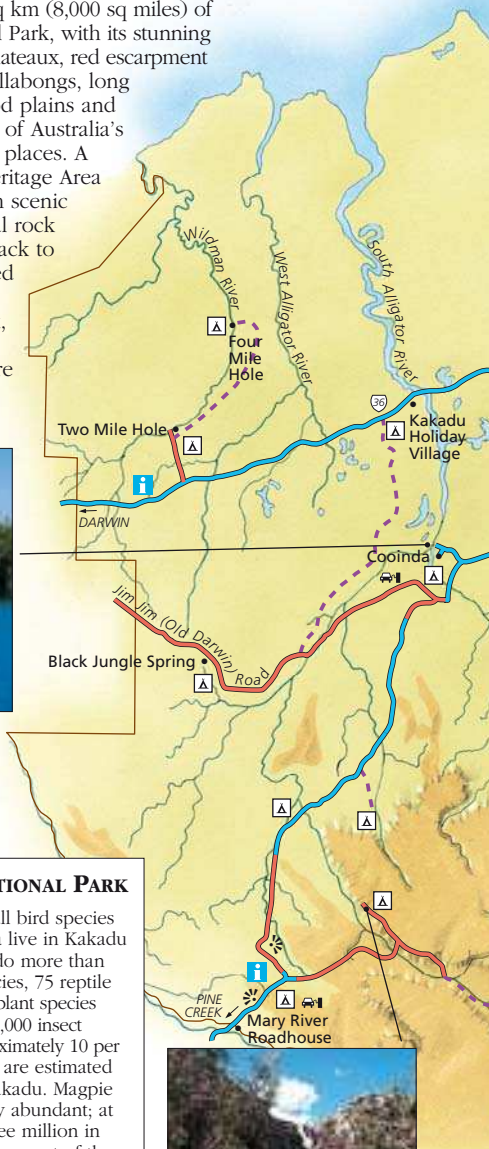 q km (8,000 sq miles) of
Park, with its stunning
ateaux, red escarpment
llabongs, long
d plains and
of Australia's
places. A
eritage Area
scenic
l rock
ack to
ed
re
Wildman River
West Alligator River
South Alligator River
Four
Mile
Hole
36
Two Mile Hole
Kakadu
Holiday
Village
i
DARWIN
Cooinda
Jim Jim (Old Darwin) Road
Black Jungle Spring
TIONAL PARK
ll bird species
live in Kakadu
do more than
cies, 75 reptile
plant species
,000 insect
ximately 10 per
are estimated
kadu. Magpie
y abundant; at
ee million in
i
PINE
CREEK
Mary River
Roadhouse